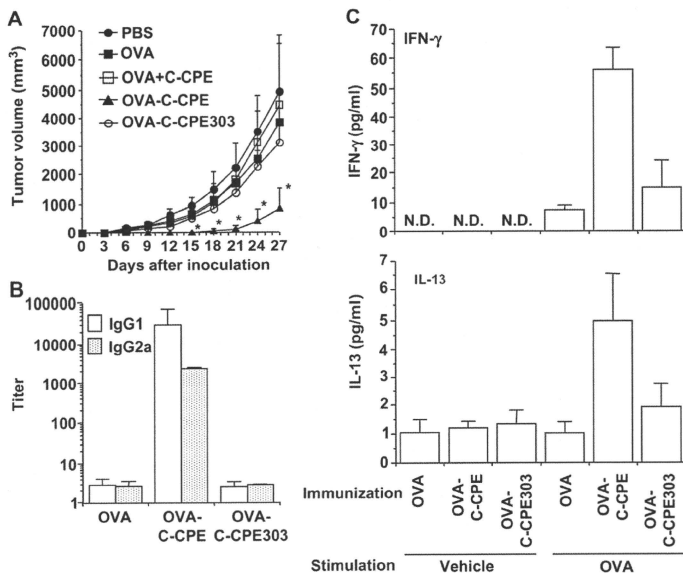 A
Tumor volume (mm3)
7000
6000
5000
4000
3000
2000
1000
0
PBS
OVA
OVA+C-CPE
OVA-C-CPE
OVA-C-CPE303
* * * * *
0 3 6 9 12 15 18 21 24 27
Days after inoculation
B
Titer
100000
10000
1000
100
10
1
IgG1
IgG2a
OVA
OVA-
C-CPE
OVA-
C-CPE303
C
IFN-γ
IFN-γ (pg/ml)
70
60
50
40
30
20
10
0
N.D. N.D. N.D.
IL-13
IL-13 (pg/ml)
7
6
5
4
3
2
1
0
Immunization
OVA
OVA-
C-CPE
OVA-
C-CPE303
OVA
OVA-
C-CPE
OVA-
C-CPE303
Stimulation
Vehicle
OVA